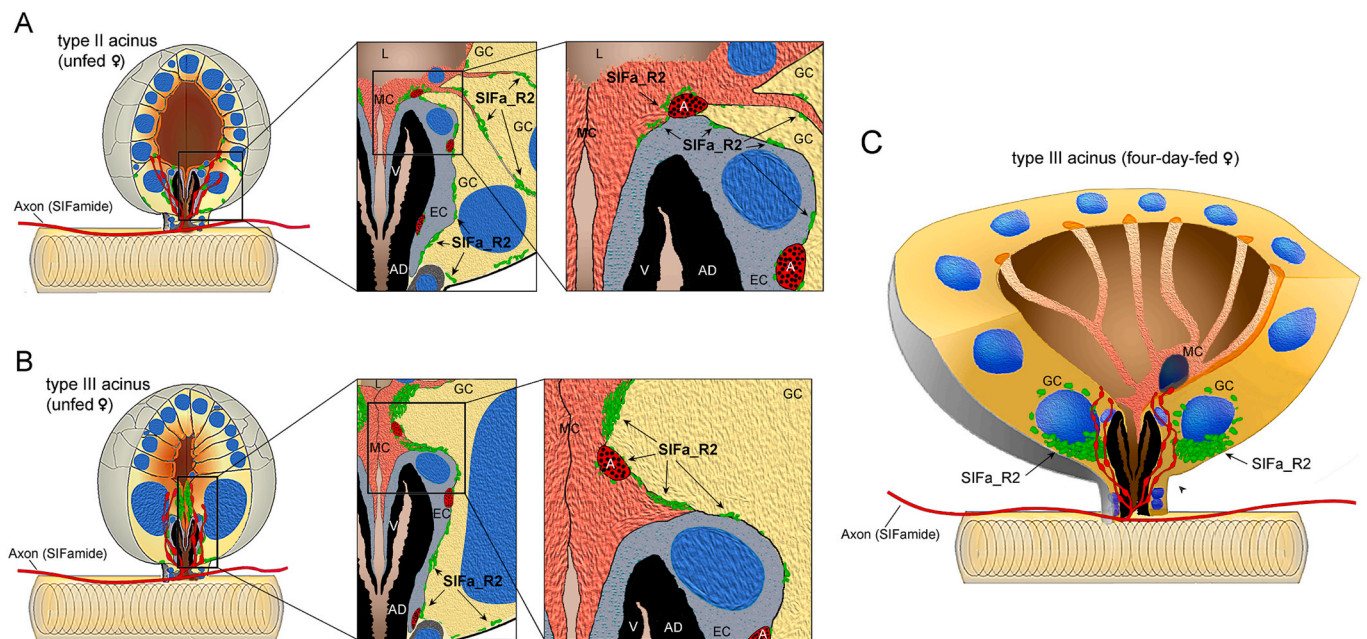 A
type II acinus
(unfed ♀)
Axon (SIFamide)
L
GC
MC
SIFa_R2
GC
GC
V
EC
SIFa_R2
AD
SIFa_R2
GC
A
MC
GC
SIFa_R2
A
V
AD
EC
B
type III acinus
(unfed ♀)
Axon (SIFamide)
L
GC
MC
V
EC
SIFa_R2
AD
GC
MC
SIFa_R2
A
V
AD
EC
A
C
type III acinus (four-day-fed ♀)
MC
GC
GC
SIFa_R2
SIFa_R2
Axon (SIFamide)